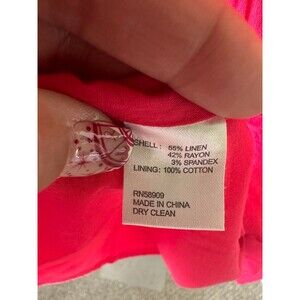 SHELL: 55% LINEN
42% RAYON
3% SPANDEX
LINING: 100% COTTON
RN58909
MADE IN CHINA
DRY CLEAN